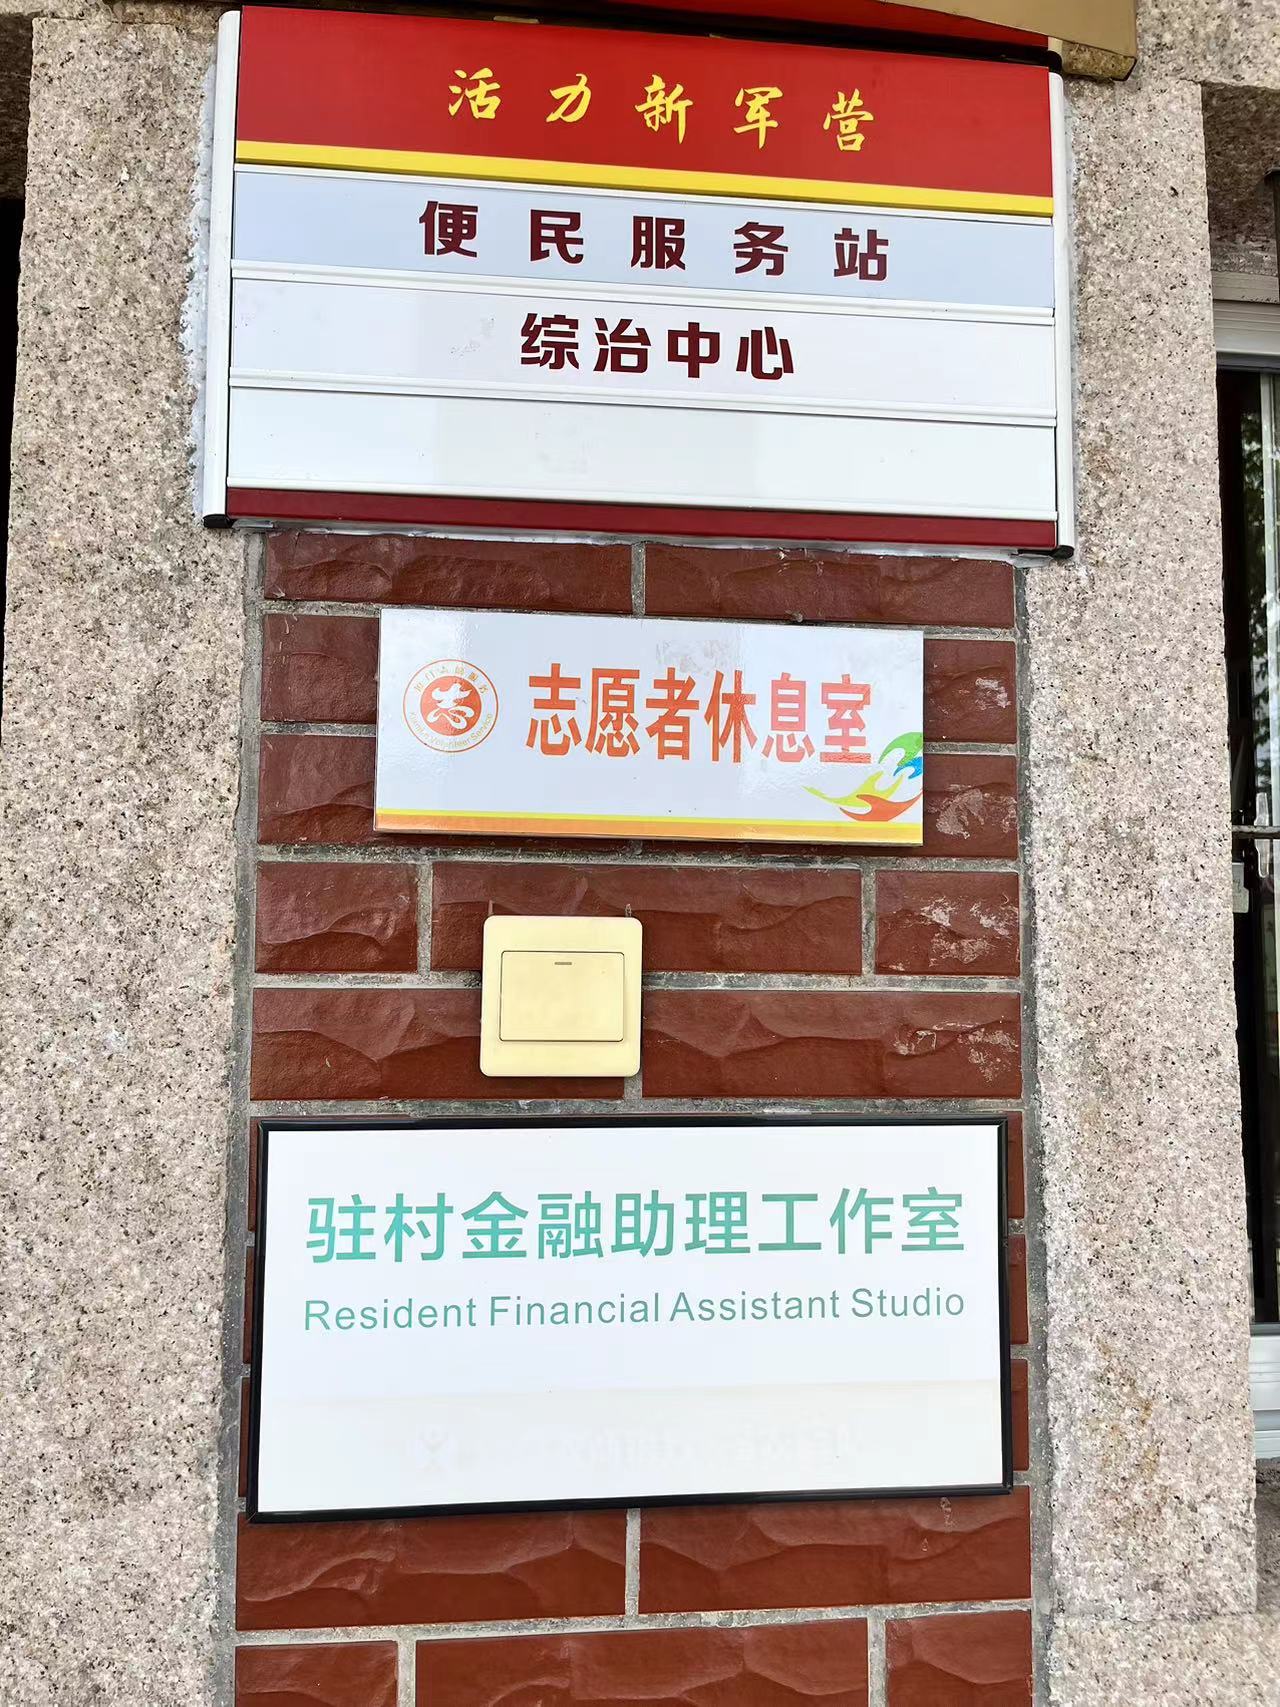 活力新军营
便民服务站
综治中心
志愿者休息室
驻村金融助理工作室
Resident Financial Assistant Studio